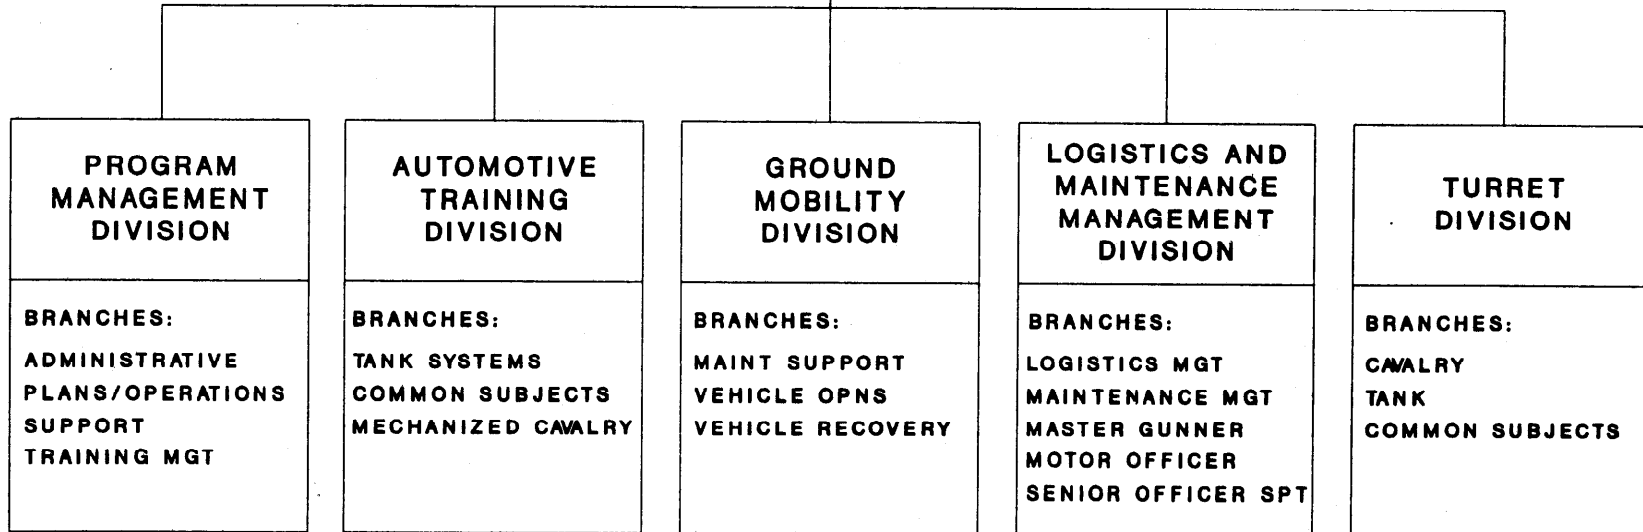 PROGRAM
MANAGEMENT
DIVISION
BRANCHES:
ADMINISTRATIVE
PLANS/OPERATIONS
SUPPORT
TRAINING MGT
AUTOMOTIVE
TRAINING
DIVISION
BRANCHES:
TANK SYSTEMS
COMMON SUBJECTS
MECHANIZED CAVALRY
GROUND
MOBILITY
DIVISION
BRANCHES:
MAINT SUPPORT
VEHICLE OPNS
VEHICLE RECOVERY
LOGISTICS AND
MAINTENANCE
MANAGEMENT
DIVISION
BRANCHES:
LOGISTICS MGT
MAINTENANCE MGT
MASTER GUNNER
MOTOR OFFICER
SENIOR OFFICER SPT
TURRET
DIVISION
BRANCHES:
CAVALRY
TANK
COMMON SUBJECTS